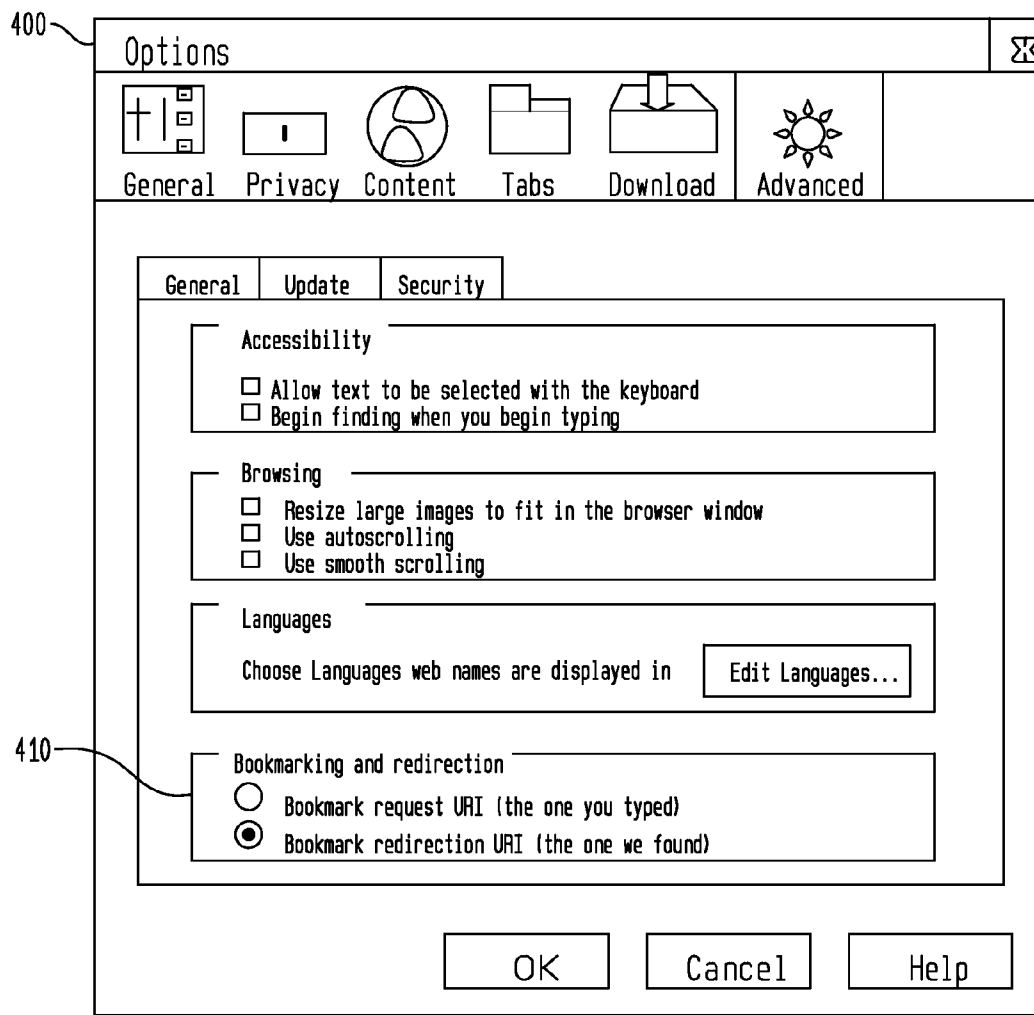 400
Options
General Privacy Content Tabs Download Advanced
General Update Security
Accessibility
Allow text to be selected with the keyboard
Begin finding when you begin typing
Browsing
Resize large images to fit in the browser window
Use autoscrolling
Use smooth scrolling
Languages
Choose Languages web names are displayed in Edit Languages...
410
Bookmarking and redirection
Bookmark request URI (the one you typed)
Bookmark redirection URI (the one we found)
OK Cancel Help